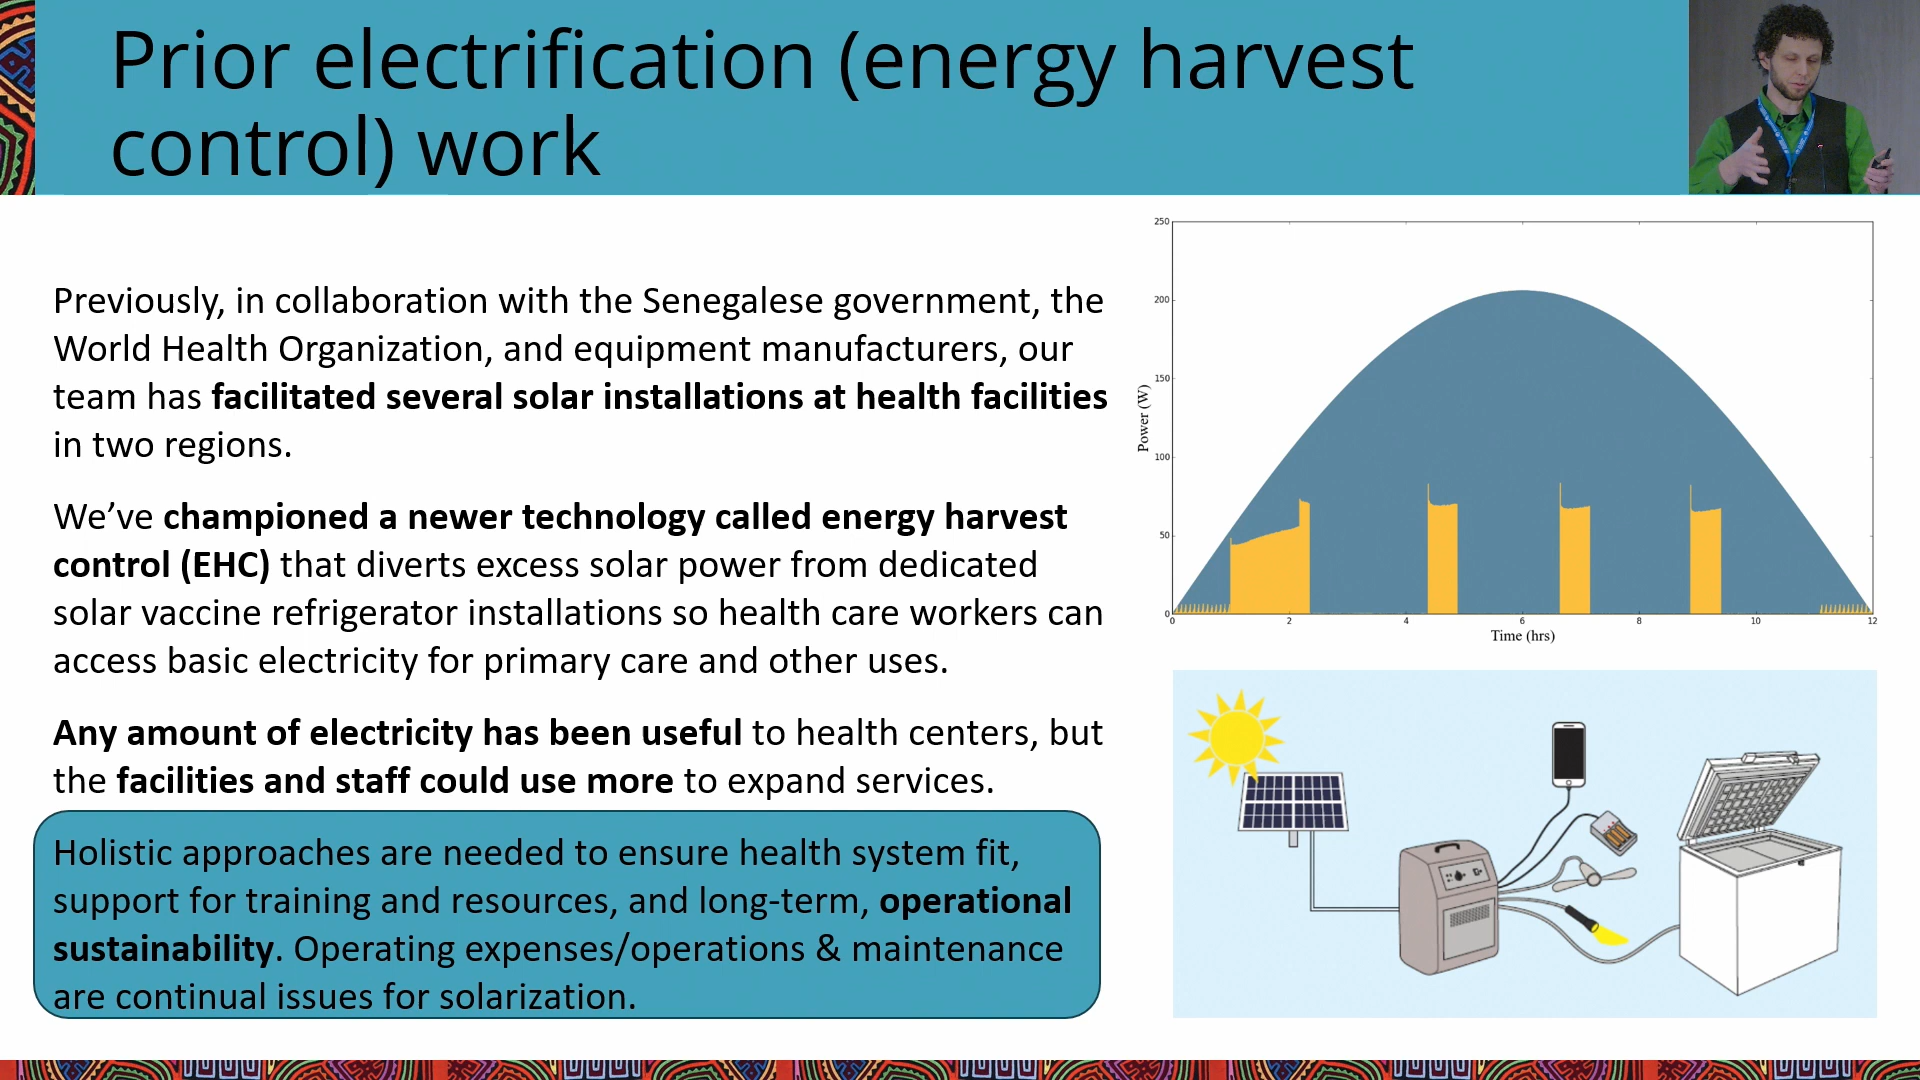 Prior electrification (energy harvest
control) work
Previously, in collaboration with the Senegalese government, the
World Health Organization, and equipment manufacturers, our
team has facilitated several solar installations at health facilities
in two regions.
We’ve championed a newer technology called energy harvest
control (EHC) that diverts excess solar power from dedicated
solar vaccine refrigerator installations so health care workers can
access basic electricity for primary care and other uses.
Any amount of electricity has been useful to health centers, but
the facilities and staff could use more to expand services.
Holistic approaches are needed to ensure health system fit,
support for training and resources, and long-term, operational
sustainability. Operating expenses/operations & maintenance
are continual issues for solarization.
250
200
150
100
50
0
Power (W)
0 2 4 6 8 10 12
Time (hrs)